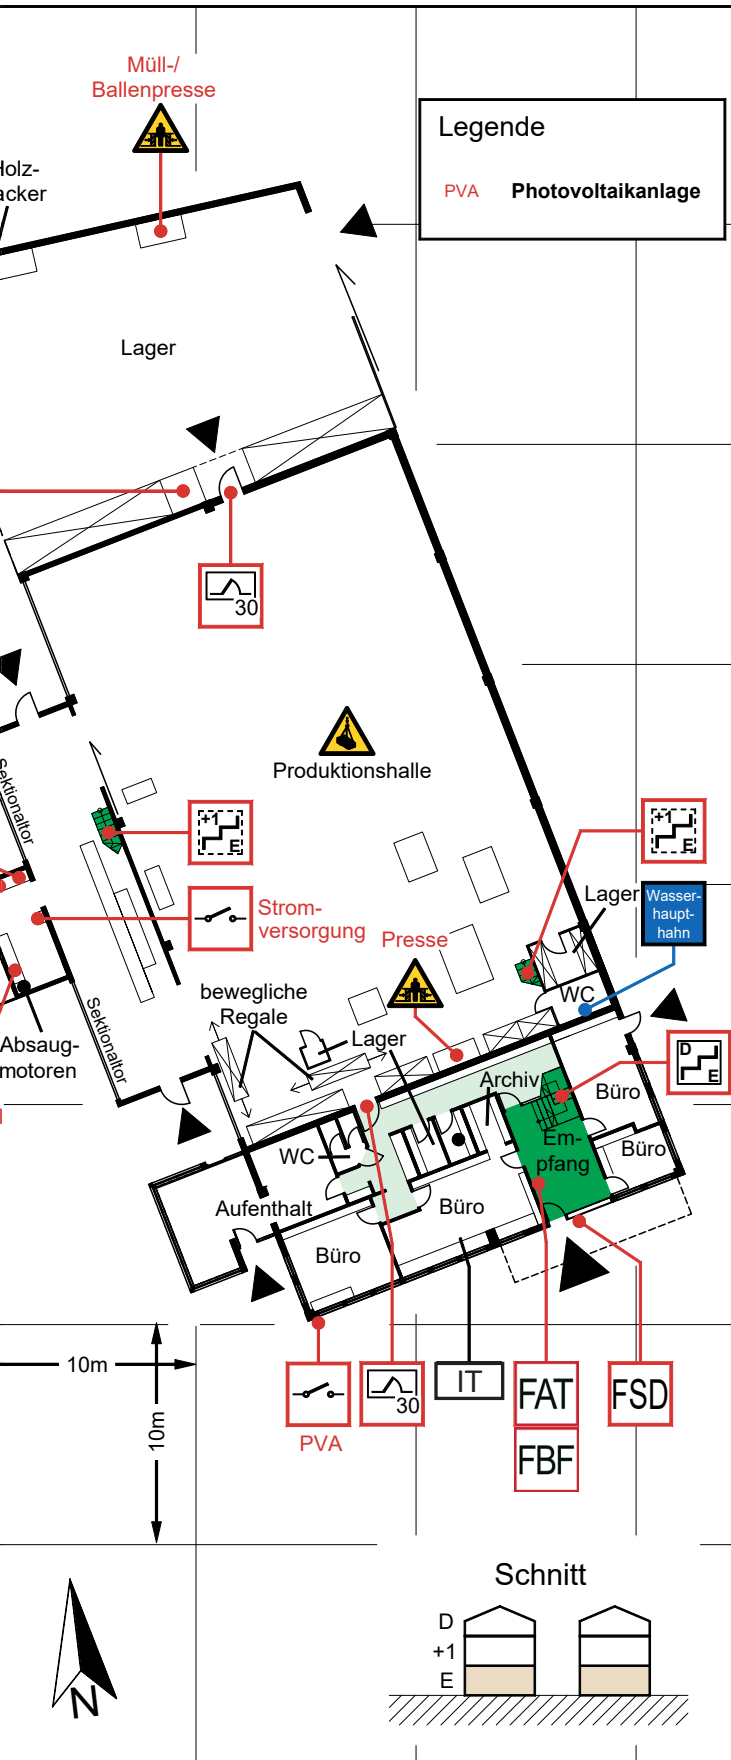 Müll-/
Ballenpresse
Legende
PVA Photovoltaikanlage
Holz-
Lager
30
Produktionshalle
Sektionaltor
+1
E
+1
E
Strom-
versorgung
Lager
Wasser-
haupt-
hahn
Presse
WC
bewegliche
Regale
Lager
Absaug-
motoren
Sektionaltor
Archiv
D
E
Büro
Em-
pfang
Büro
WC
Aufenthalt
Büro
Büro
10m
10m
PVA
30
IT
FAT
FBF
FSD
Schnitt
D
+1
E
N